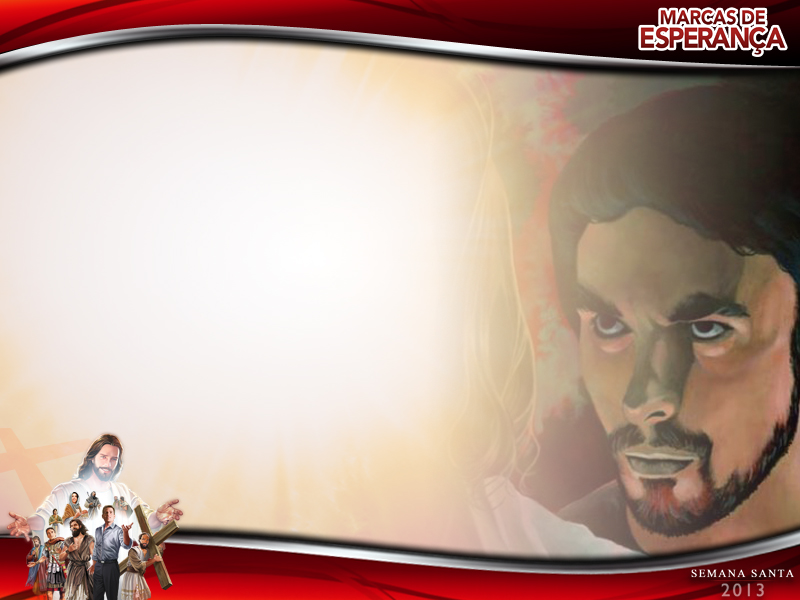 MARCAS DE
ESPERANÇA
SEMANA SANTA
2013